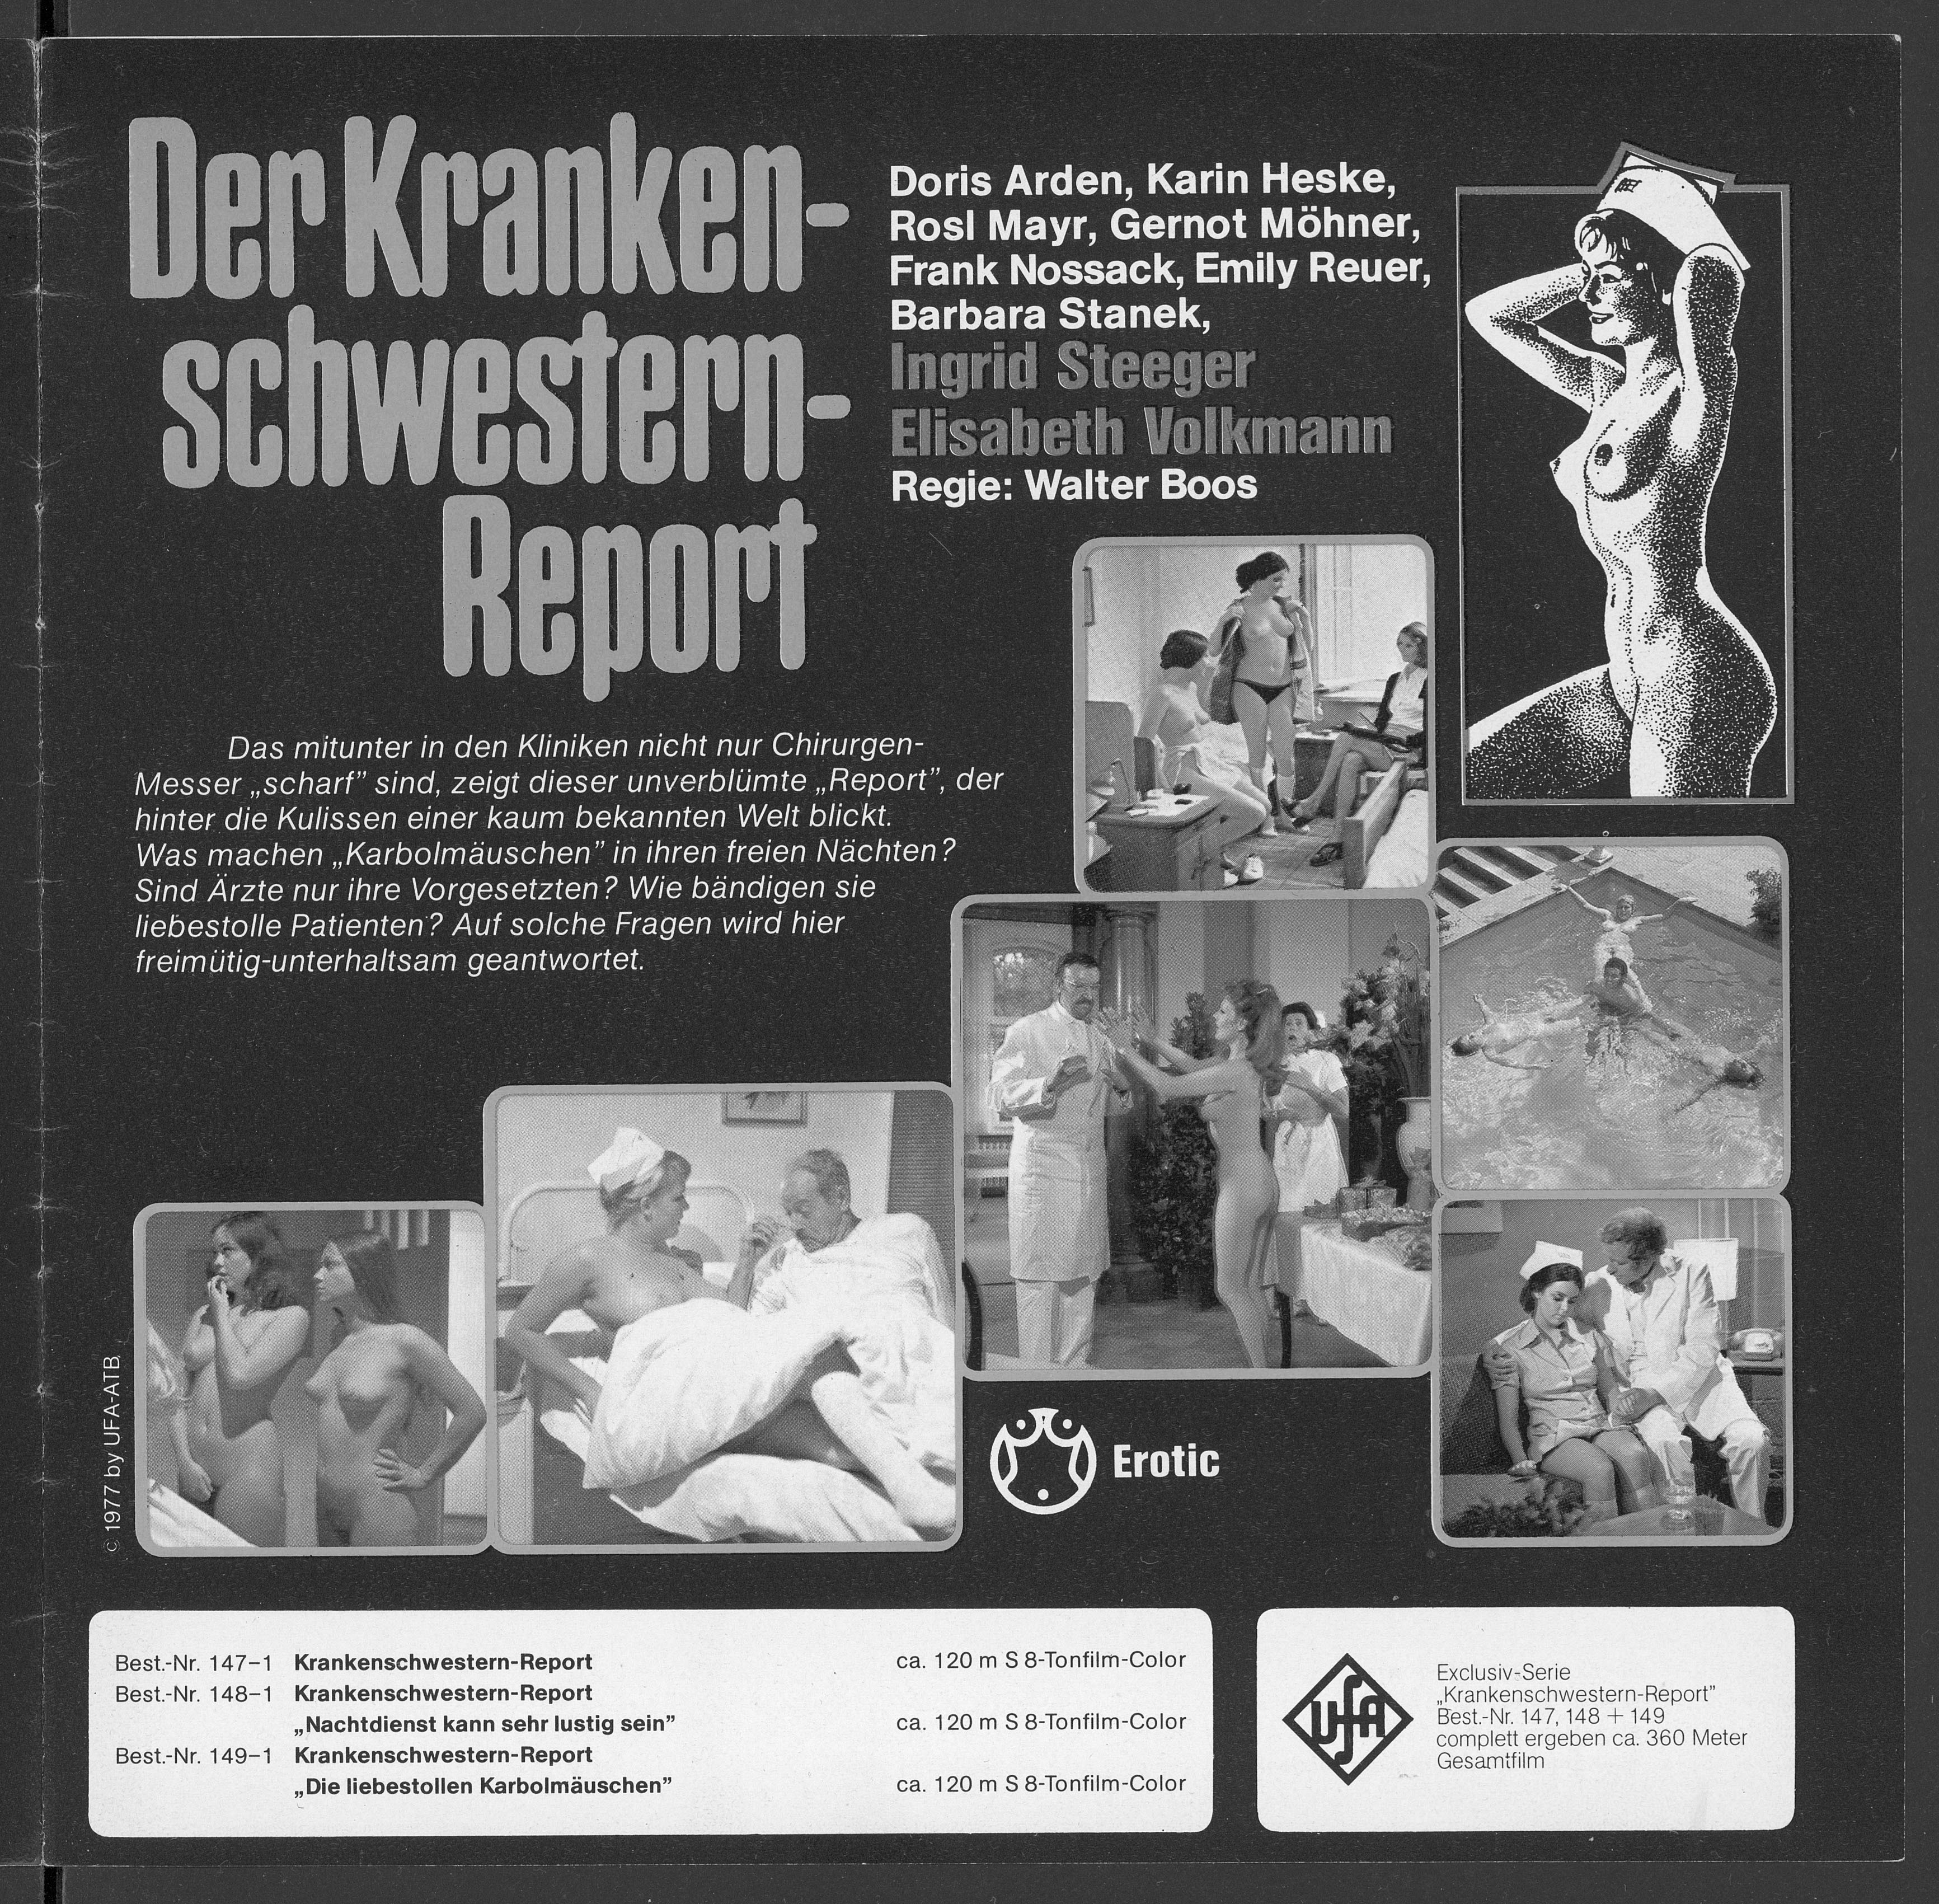 Der Kranken-
schwestern-
Report
Doris Arden, Karin Heske,
Rosl Mayr, Gernot Möhner,
Frank Nossack, Emily Reuer,
Barbara Stanek,
Ingrid Steeger
Elisabeth Volkmann
Regie: Walter Boos
Das mitunter in den Kliniken nicht nur Chirurgen-
Messer „scharf” sind, zeigt dieser unverblümte „Report”, der
hinter die Kulissen einer kaum bekannten Welt blickt.
Was machen „Karbolmäuschen” in ihren freien Nächten?
Sind Ärzte nur ihre Vorgesetzten? Wie bändigen sie
liebestolle Patienten? Auf solche Fragen wird hier
freimütig-unterhaltsam geantwortet.
© 1977 by UFA-ATB
Erotic
Best.-Nr. 147–1 Krankenschwestern-Report ca. 120 m S 8-Tonfilm-Color
Best.-Nr. 148–1 Krankenschwestern-Report
„Nachtdienst kann sehr lustig sein” ca. 120 m S 8-Tonfilm-Color
Best.-Nr. 149–1 Krankenschwestern-Report
„Die liebestollen Karbolmäuschen” ca. 120 m S 8-Tonfilm-Color
UFA
Exclusiv-Serie
„Krankenschwestern-Report”
Best.-Nr. 147, 148 + 149
complett ergeben ca. 360 Meter
Gesamtfilm